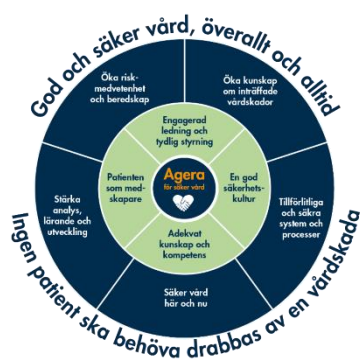 God och säker vård, överallt och alltid
Öka risk-
medvetenhet
och beredskap
Öka kunskap
om inträffade
vårdskador
Engagerad
ledning och
tydlig styrning
Stärka
analys,
lärande och
utveckling
Patienten
som med-
skapare
Agera
för säker vård
En god
säkerhets-
kultur
Tillförlitliga
och säkra
system och
processer
Adekvat
kunskap och
kompetens
Säker vård
här och nu
Ingen patient ska behöva drabbas av en vårdskada